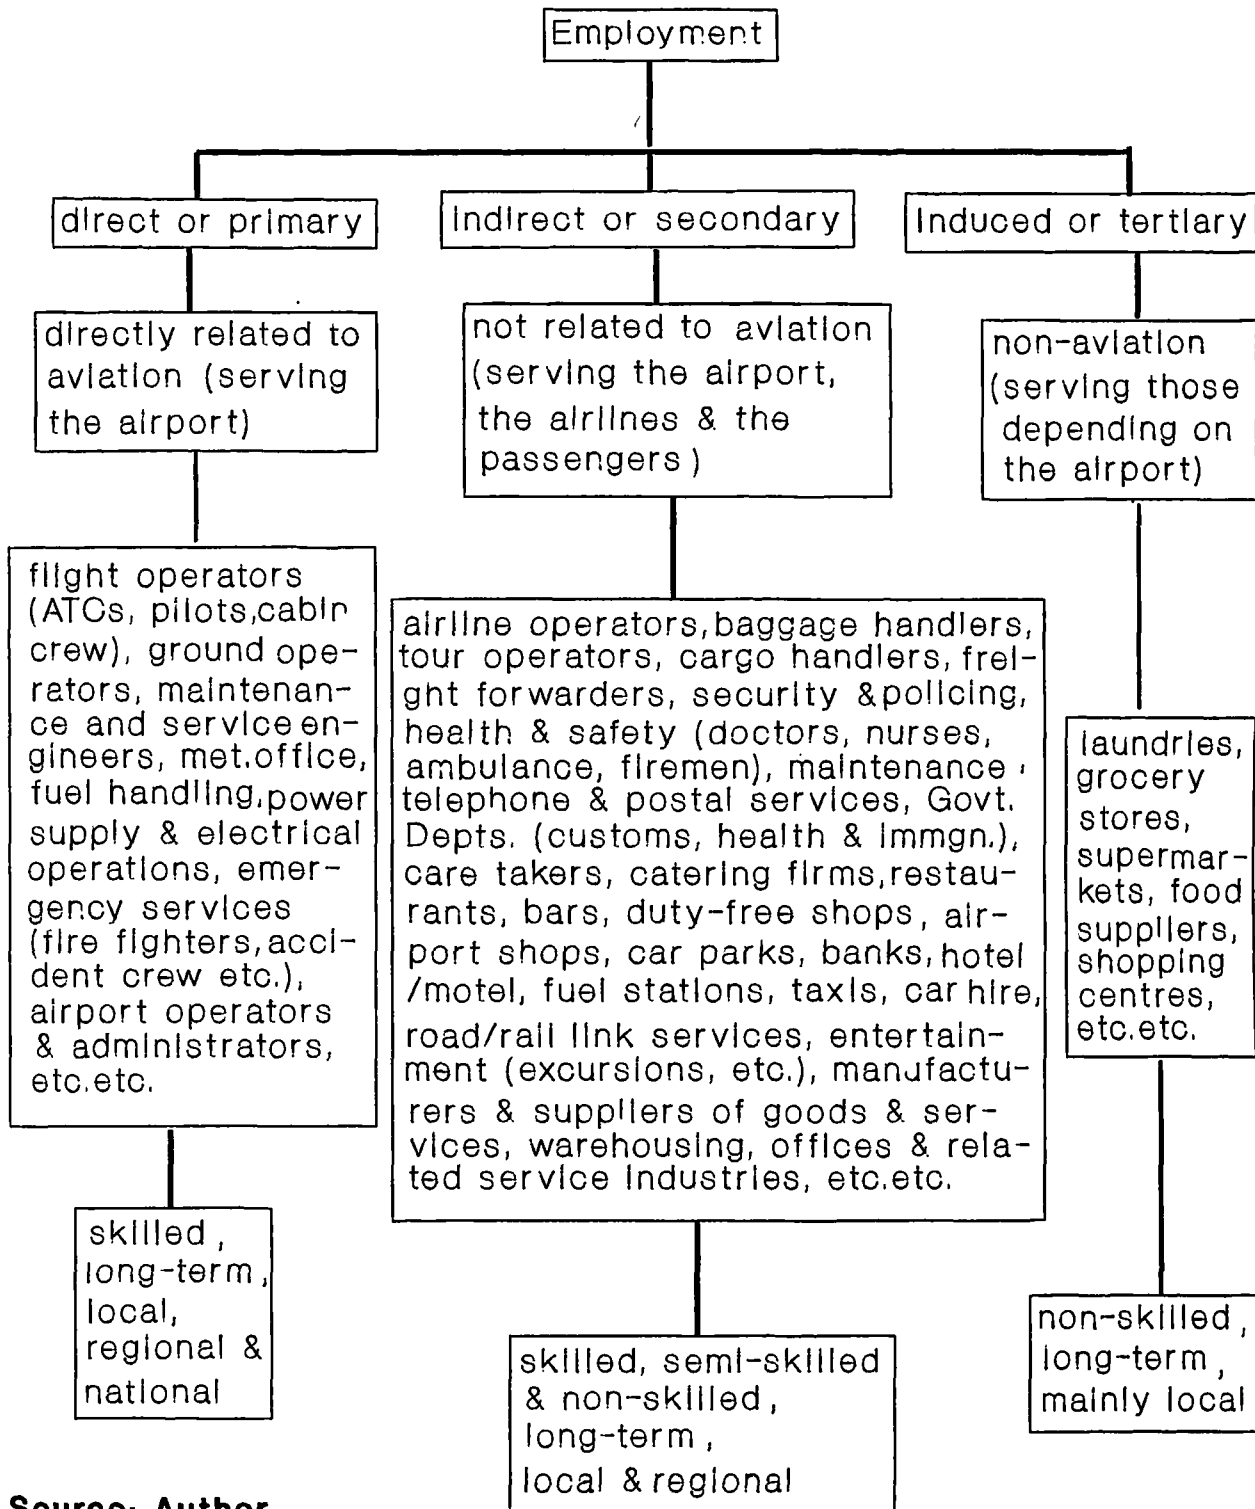 Employment
direct or primary
indirect or secondary
induced or tertiary
directly related to
aviation (serving
the airport)
not related to aviation
(serving the airport,
the airlines & the
passengers)
non-aviation
(serving those
depending on
the airport)
flight operators
(ATCs, pilots,cabin
crew), ground ope-
rators, maintenan-
ce and service en-
gineers, met.office,
fuel handling,power
supply & electrical
operations, emer-
gency services
(fire fighters,acci-
dent crew etc.),
airport operators
& administrators,
etc.etc.
airline operators,baggage handlers,
tour operators, cargo handlers, frei-
ght forwarders, security &policing,
health & safety (doctors, nurses,
ambulance, firemen), maintenance,
telephone & postal services, Govt.
Depts. (customs, health & immgn.),
care takers, catering firms,restau-
rants, bars, duty-free shops, air-
port shops, car parks, banks,hotel
/motel, fuel stations, taxis, car hire,
road/rail link services, entertain-
ment (excursions, etc.), manufactu-
rers & suppliers of goods & ser-
vices, warehousing, offices & rela-
ted service industries, etc.etc.
laundries,
grocery
stores,
supermar-
kets, food
suppliers,
shopping
centres,
etc.etc.
skilled,
long-term,
local,
regional &
national
skilled, semi-skilled
& non-skilled,
long-term,
local & regional
non-skilled,
long-term,
mainly local
Source: Author